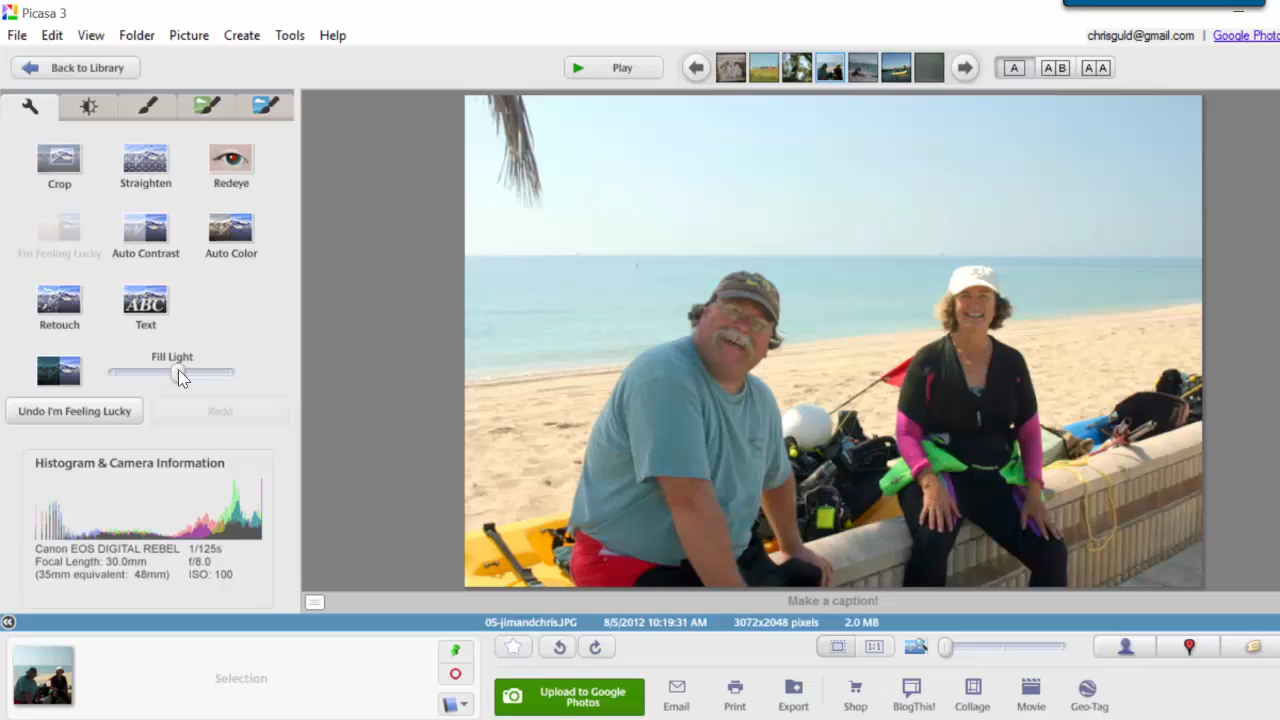 Picasa 3
File Edit View Folder Picture Create Tools Help
chrisguld@gmail.com | Google Photo
Back to Library
Play
A AB AA
Crop Straighten Redeye
I'm Feeling Lucky Auto Contrast Auto Color
ABC
Retouch Text
Fill Light
Undo I'm Feeling Lucky Redo
Histogram & Camera Information
Canon EOS DIGITAL REBEL 1/125s
Focal Length: 30.0mm f/8.0
(35mm equivalent: 48mm) ISO: 100
Make a caption!
05-jimandchris.JPG 8/5/2012 10:19:31 AM 3072x2048 pixels 2.0 MB
1:1
Selection
Upload to Google
Photos
Email Print Export Shop BlogThis! Collage Movie Geo-Tag